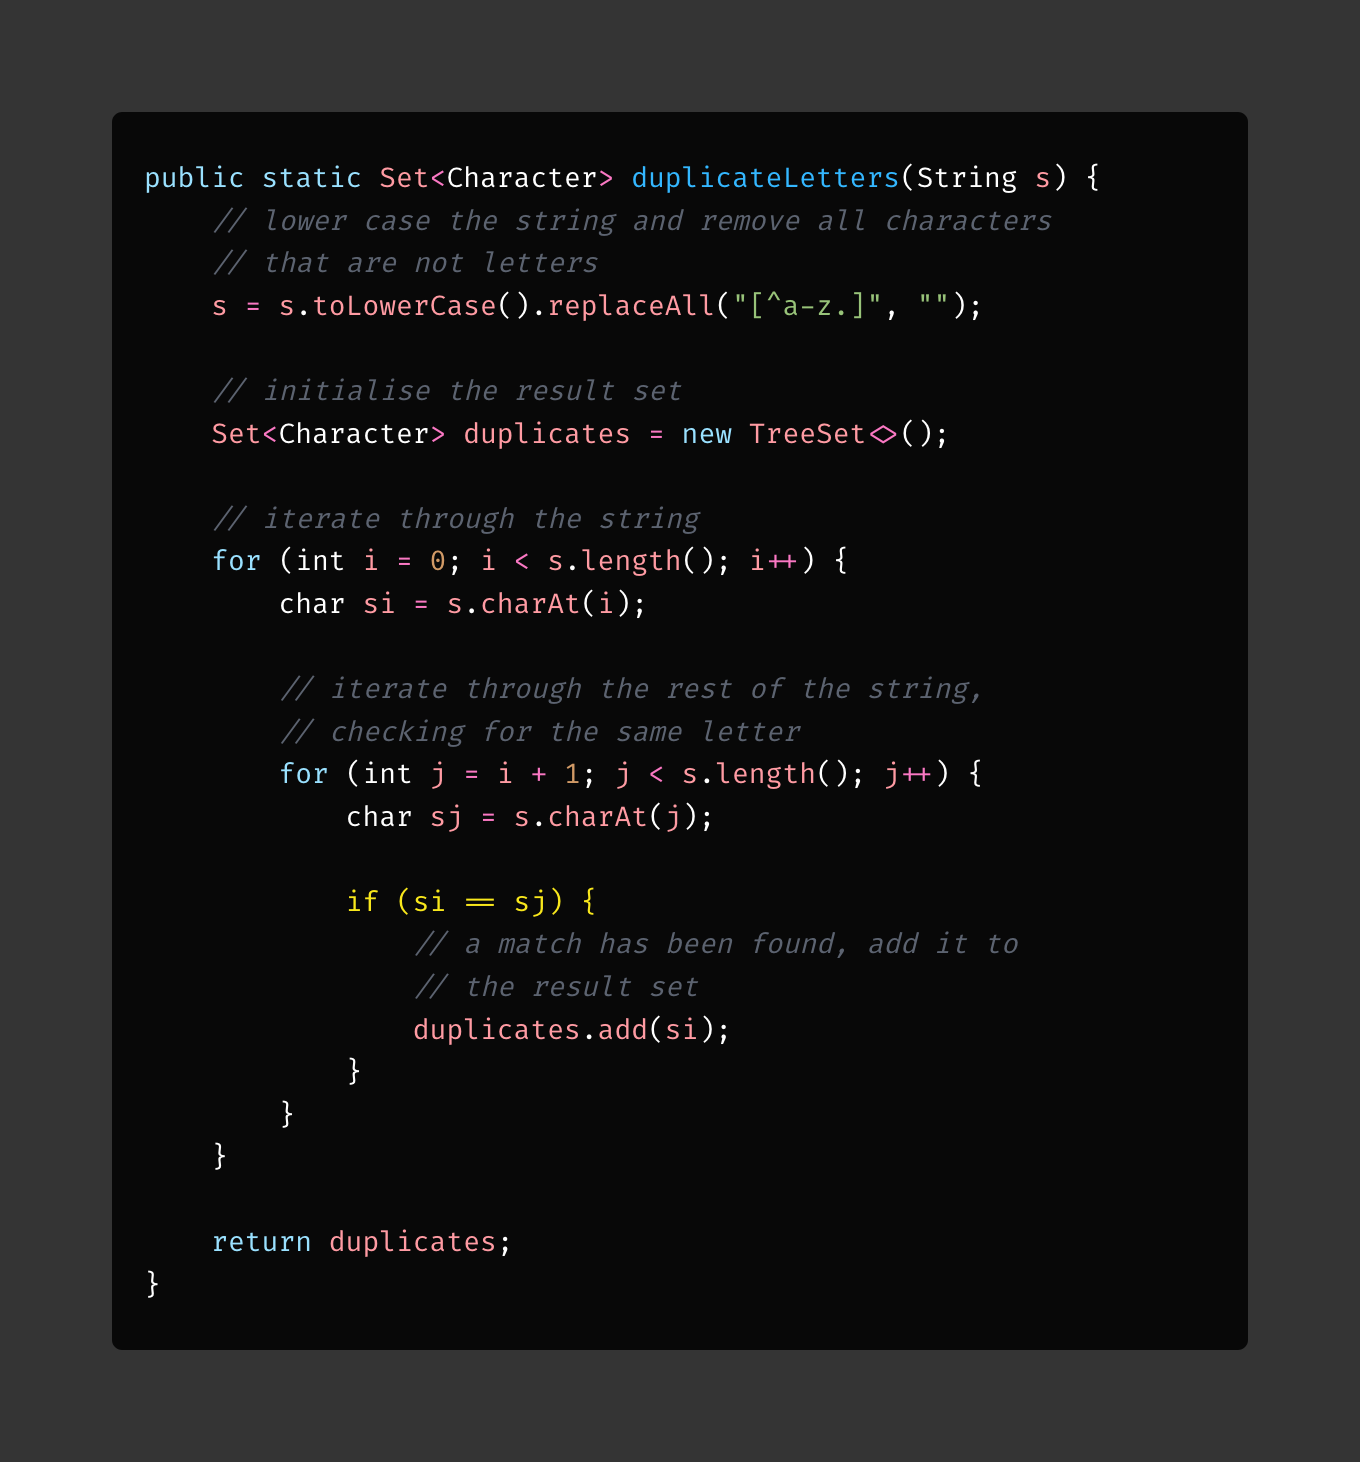 public static Set<Character> duplicateLetters(String s) {
    // lower case the string and remove all characters
    // that are not letters
    s = s.toLowerCase().replaceAll("[^a-z.]", "");

    // initialise the result set
    Set<Character> duplicates = new TreeSet<>();

    // iterate through the string
    for (int i = 0; i < s.length(); i++) {
        char si = s.charAt(i);

        // iterate through the rest of the string,
        // checking for the same letter
        for (int j = i + 1; j < s.length(); j++) {
            char sj = s.charAt(j);

            if (si == sj) {
                // a match has been found, add it to
                // the result set
                duplicates.add(si);
            }
        }
    }

    return duplicates;
}